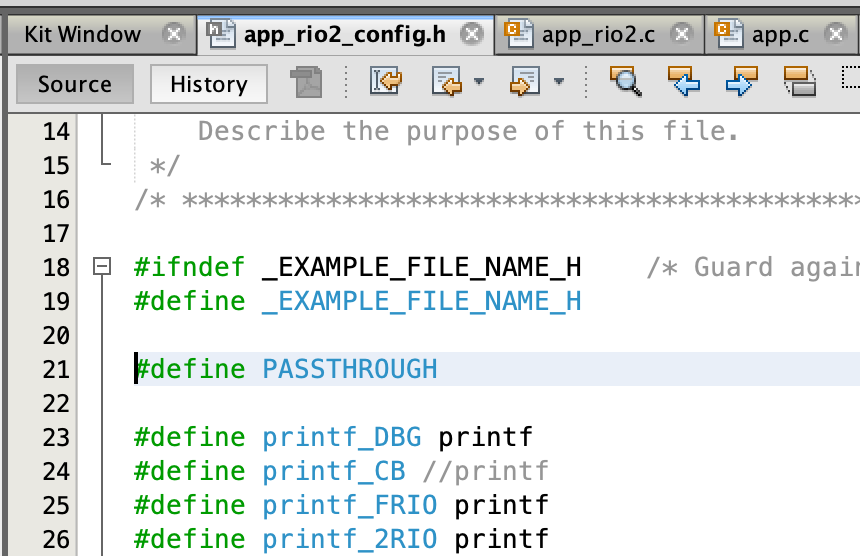 Kit Window app_rio2_config.h app_rio2.c app.c
Source History
14 Describe the purpose of this file.
15 */
16 /* *******************************************
17
18 #ifndef _EXAMPLE_FILE_NAME_H /* Guard again
19 #define _EXAMPLE_FILE_NAME_H
20
21 #define PASSTHROUGH
22
23 #define printf_DBG printf
24 #define printf_CB //printf
25 #define printf_FRIO printf
26 #define printf_2RIO printf